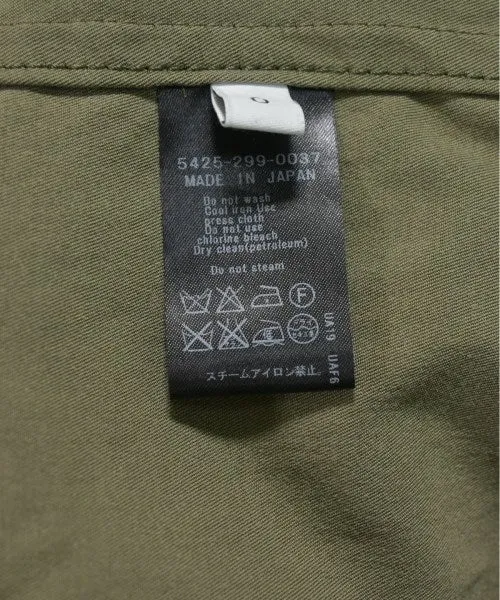 0
5425-299-0037
MADE IN JAPAN
Do not wash
Cool iron Use
press cloth
Do not use
chlorine bleach
Dry clean(petroleum)
Do not steam
F
スチームアイロン禁止.
UA19 UAF6